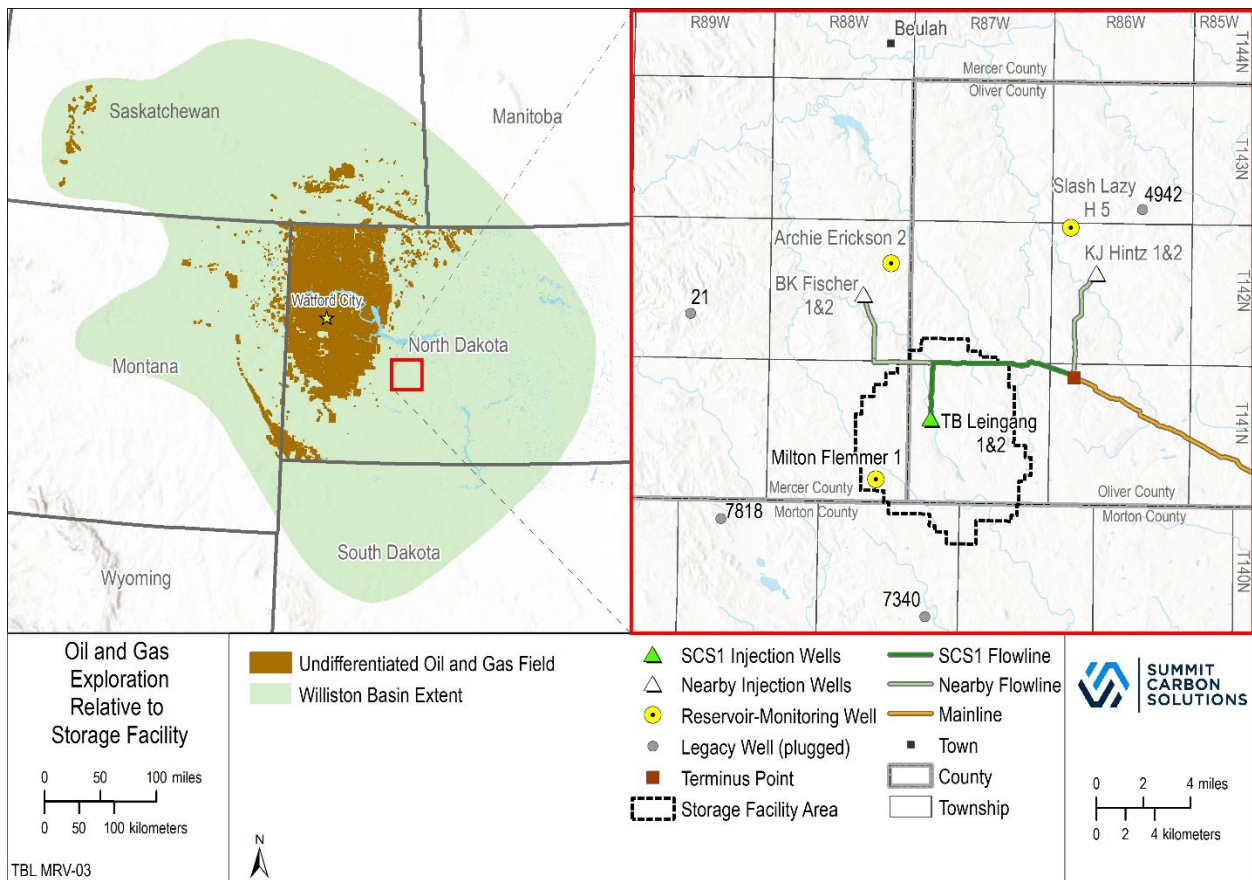 Saskatchewan
Manitoba
Watford City
North Dakota
Montana
South Dakota
Wyoming
R89W
R88W
R87W
R86W
R85W
Beulah
T144N
Mercer County
Oliver County
T143N
Slash Lazy
H 5
4942
Archie Erickson 2
KJ Hintz 1&2
BK Fischer
1&2
21
T142N
TB Leingang
1&2
T141N
Milton Flemmer 1
Mercer County
Morton County
Oliver County
Morton County
7818
T140N
7340
Oil and Gas
Exploration
Relative to
Storage Facility
0 50 100 miles
0 50 100 kilometers
TBL MRV-03
Undifferentiated Oil and Gas Field
Williston Basin Extent
N
SCS1 Injection Wells
Nearby Injection Wells
Reservoir-Monitoring Well
Legacy Well (plugged)
Terminus Point
Storage Facility Area
SCS1 Flowline
Nearby Flowline
Mainline
Town
County
Township
SUMMIT
CARBON
SOLUTIONS
0 2 4 miles
0 2 4 kilometers